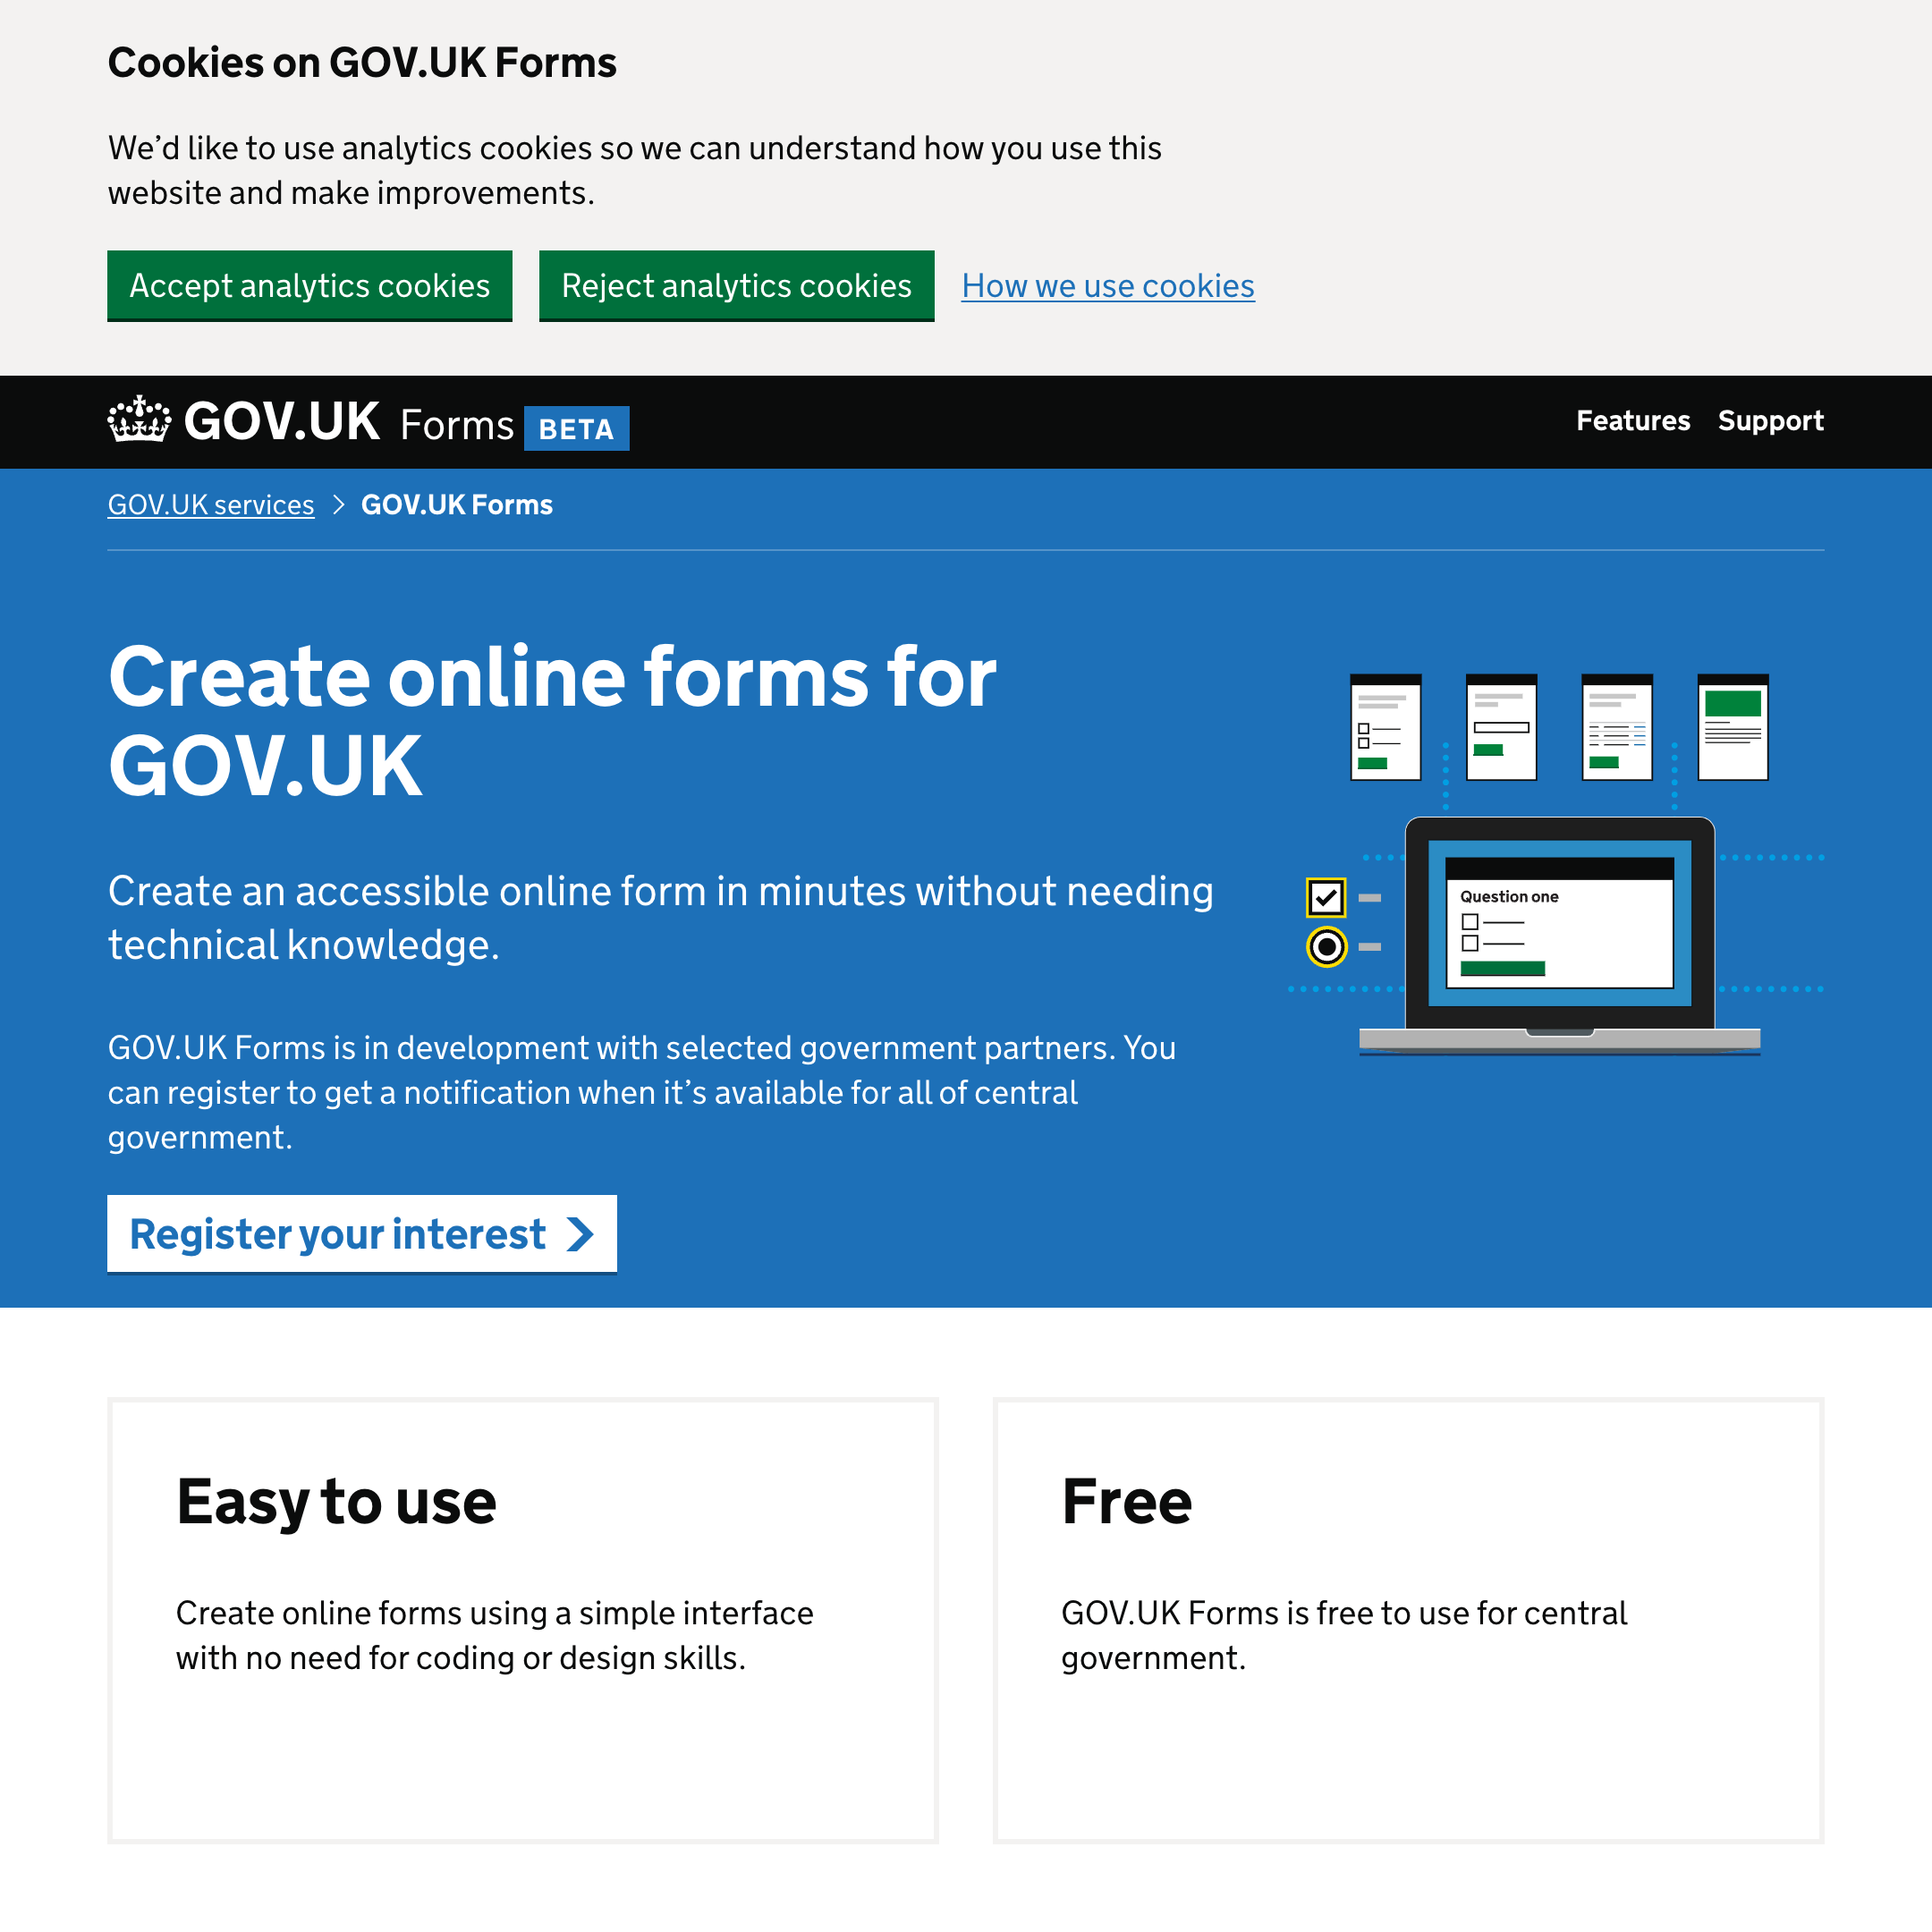 Cookies on GOV.UK Forms
We’d like to use analytics cookies so we can understand how you use this
website and make improvements.
Accept analytics cookies
Reject analytics cookies
How we use cookies
GOV.UK Forms BETA
Features
Support
GOV.UK services
GOV.UK Forms
Create online forms for
GOV.UK
Create an accessible online form in minutes without needing
technical knowledge.
GOV.UK Forms is in development with selected government partners. You
can register to get a notification when it’s available for all of central
government.
Register your interest
Question one
Easy to use
Create online forms using a simple interface
with no need for coding or design skills.
Free
GOV.UK Forms is free to use for central
government.